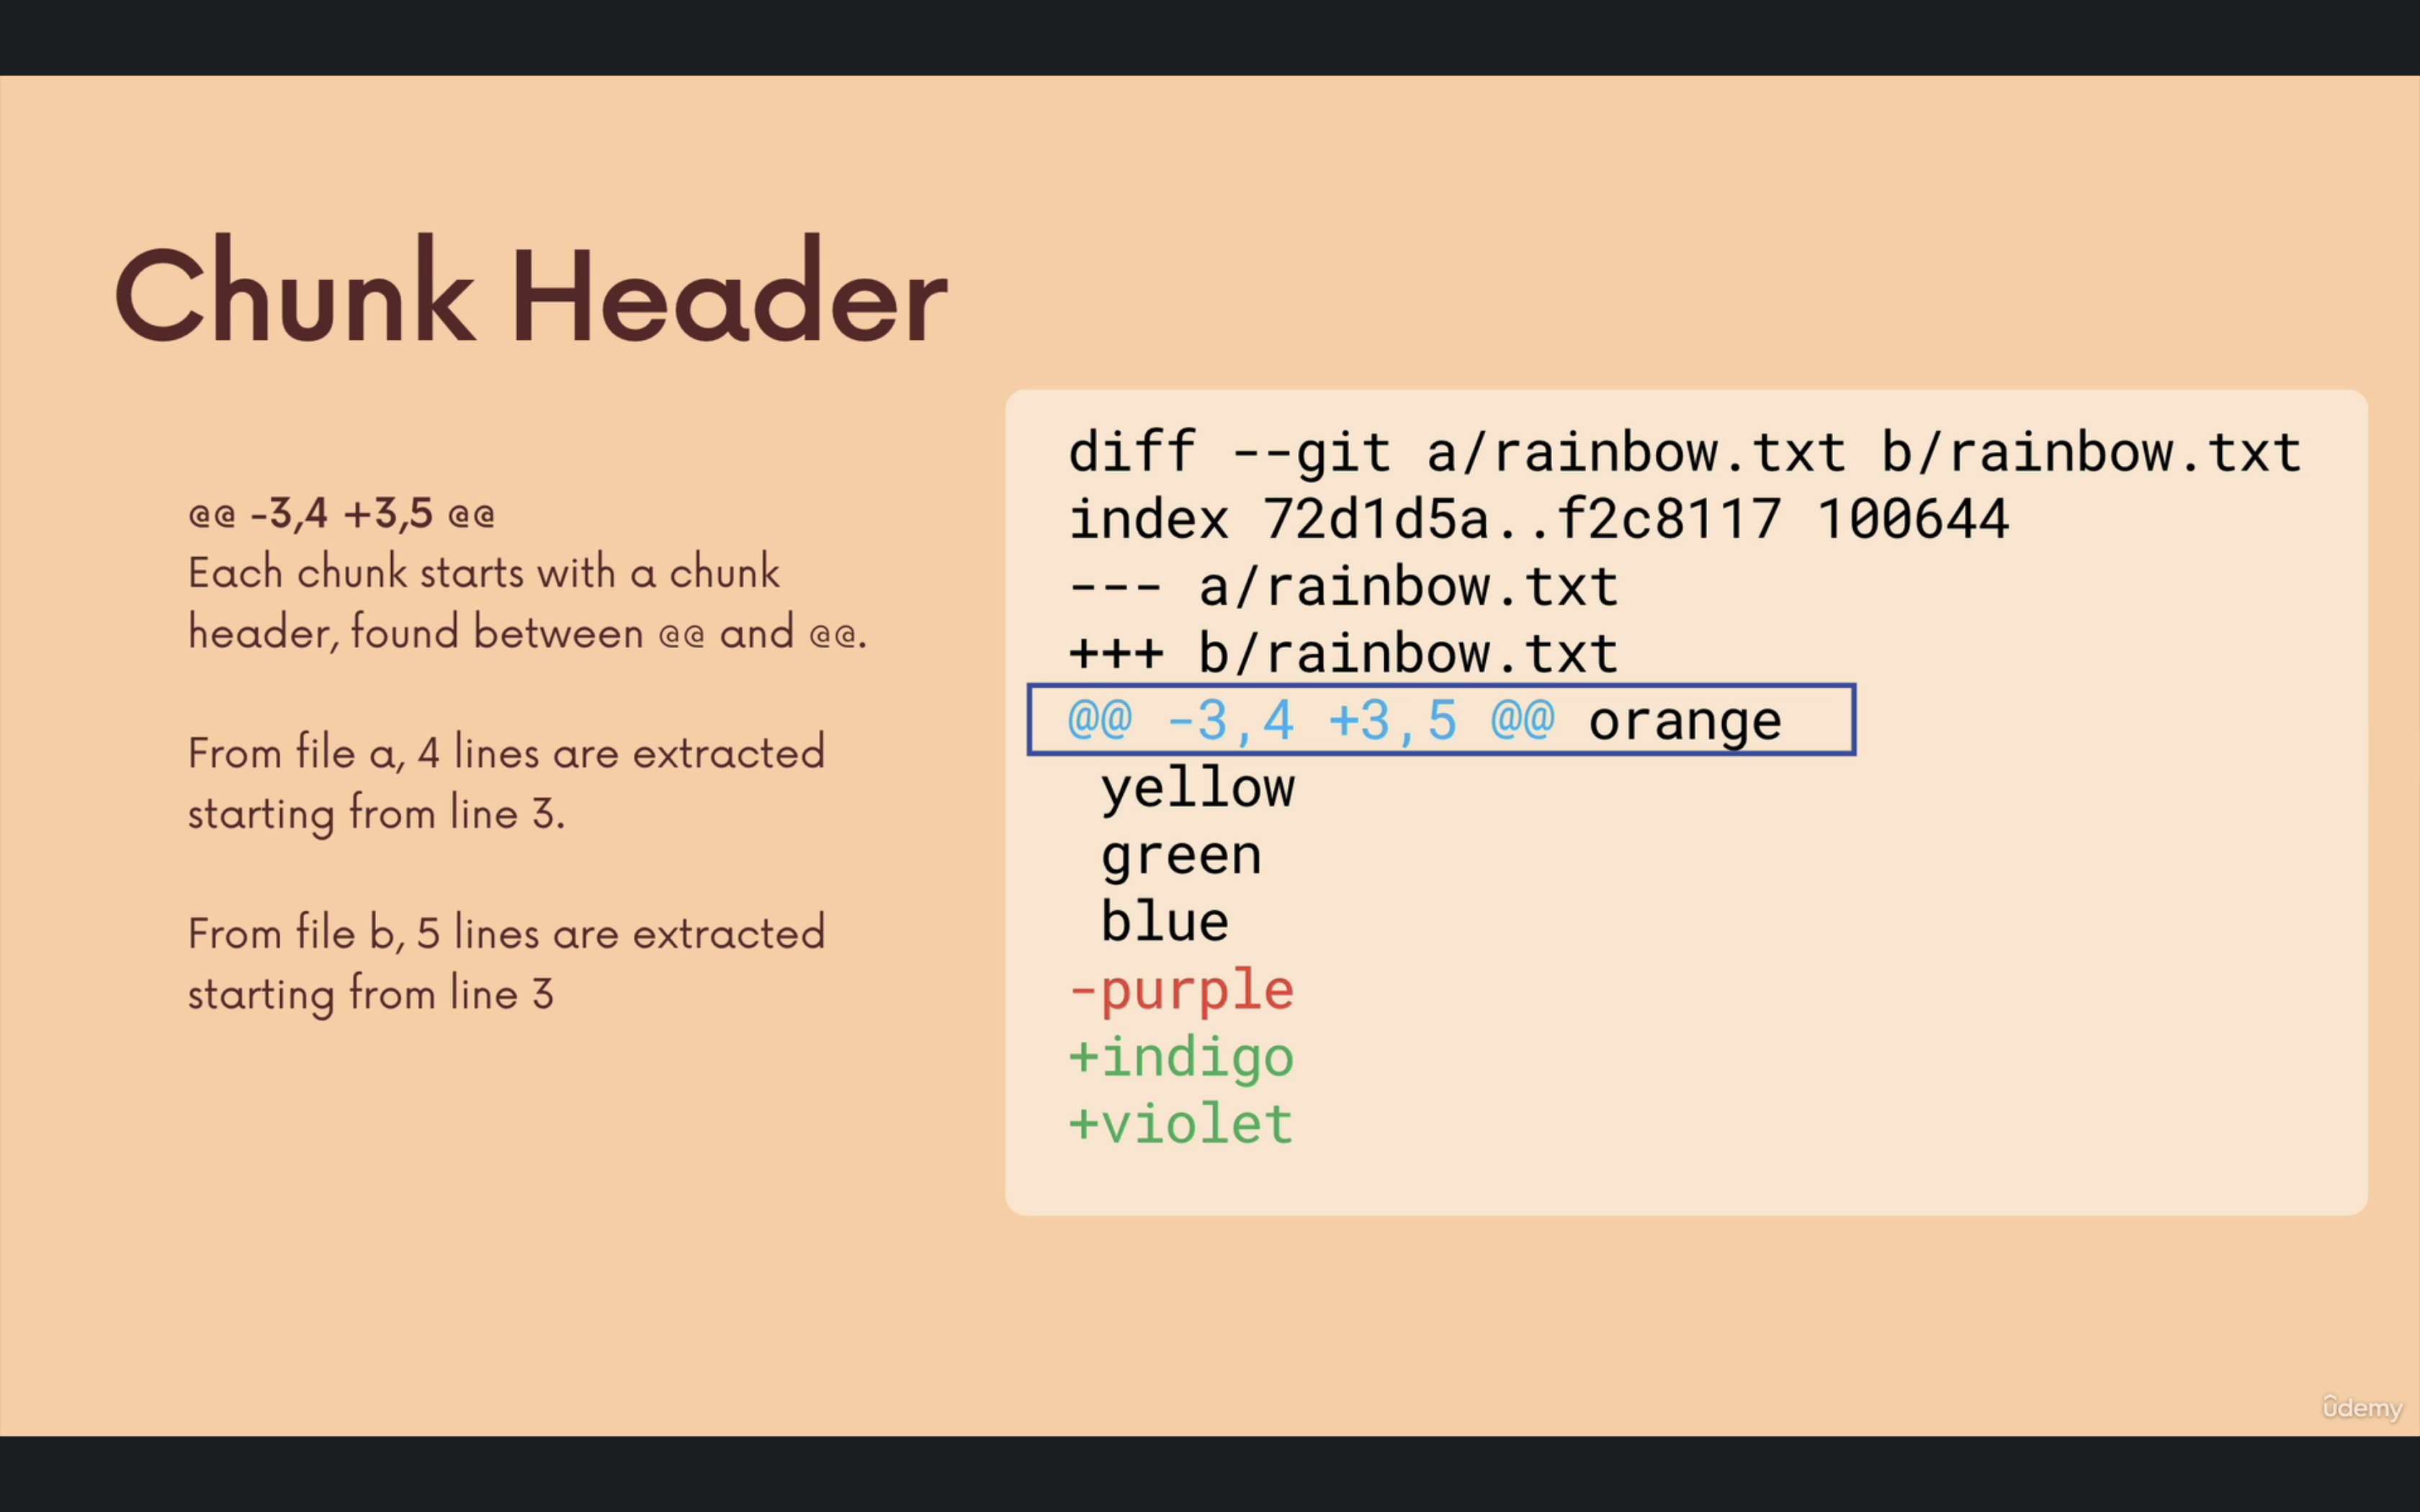 Chunk Header
@@ -3,4 +3,5 @@
Each chunk starts with a chunk
header, found between @@ and @@.
From file a, 4 lines are extracted
starting from line 3.
From file b, 5 lines are extracted
starting from line 3
diff --git a/rainbow.txt b/rainbow.txt
index 72d1d5a..f2c8117 100644
--- a/rainbow.txt
+++ b/rainbow.txt
@@ -3,4 +3,5 @@ orange
 yellow
 green
 blue
-purple
+indigo
+violet
ûdemy